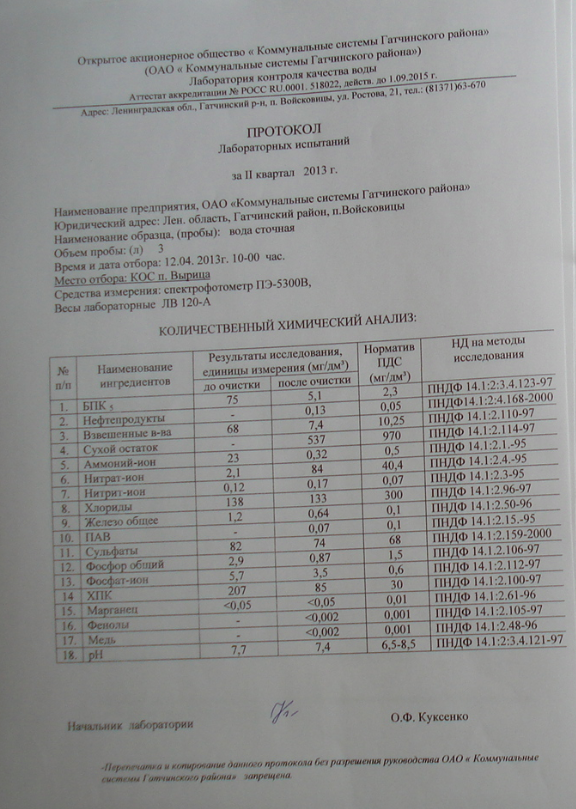 Открытое акционерное общество « Коммунальные системы Гатчинского района»
(ОАО « Коммунальные системы Гатчинского района»)
Лаборатория контроля качества воды
Аттестат аккредитации № РОСС RU.0001. 518022, действ. до 1.09.2015 г.
Адрес: Ленинградская обл., Гатчинский р-н, п. Войсковицы, ул. Ростова, 21, тел.: (81371)63-670
ПРОТОКОЛ
Лабораторных испытаний
за II квартал 2013 г.
Наименование предприятия, ОАО «Коммунальные системы Гатчинского района»
Юридический адрес: Лен. область, Гатчинский район, п.Войсковицы
Наименование образца, (пробы): вода сточная
Объем пробы: (л) 3
Время и дата отбора: 12.04. 2013г. 10-00 час.
Место отбора: КОС п. Вырица
Средства измерения: спектрофотометр ПЭ-5300В,
Весы лабораторные ЛВ 120-А
КОЛИЧЕСТВЕННЫЙ ХИМИЧЕСКИЙ АНАЛИЗ:
№ п/п Наименование ингредиентов Результаты исследования, единицы измерения (мг/дм³) Норматив ПДС (мг/дм³) НД на методы исследования
до очистки после очистки
1. БПК 5 75 5,1 2,3 ПНДФ 14.1:2:3.4.123-97
2. Нефтепродукты - 0,13 0,05 ПНДФ14.1:2:4.168-2000
3. Взвешенные в-ва 68 7,4 10,25 ПНДФ 14.1:2.110-97
4. Сухой остаток - 537 970 ПНДФ 14.1:2.114-97
5. Аммоний-ион 23 0,32 0,5 ПНДФ 14.1:2.1.-95
6. Нитрат-ион 2,1 84 40,4 ПНДФ 14.1:2.4.-95
7. Нитрит-ион 0,12 0,17 0,07 ПНДФ 14.1:2.3-95
8. Хлориды 138 133 300 ПНДФ 14.1:2.96-97
9. Железо общее 1,2 0,64 0,1 ПНДФ 14.1:2.50-96
10. ПАВ - 0,07 0,1 ПНДФ 14.1:2.15.-95
11. Сульфаты 82 74 68 ПНДФ 14.1:2.159-2000
12. Фосфор общий 2,9 0,87 1,5 ПНДФ 14.1.2.106-97
13. Фосфат-ион 5,7 3,5 0,6 ПНДФ 14.1:2.112-97
14 ХПК 207 85 30 ПНДФ 14.1:2.100-97
15. Марганец <0,05 <0,05 0,01 ПНДФ 14.1:2.61-96
16. Фенолы - <0,002 0,001 ПНДФ 14.1:2.105-97
17. Медь - <0,002 0,001 ПНДФ 14.1:2.48-96
18. pH 7,7 7,4 6,5-8,5 ПНДФ 14.1:2:3.4.121-97
Начальник лаборатории О.Ф. Куксенко
-Перепечатка и копирование данного протокола без разрешения руководства ОАО « Коммунальные
системы Гатчинского района» запрещена.